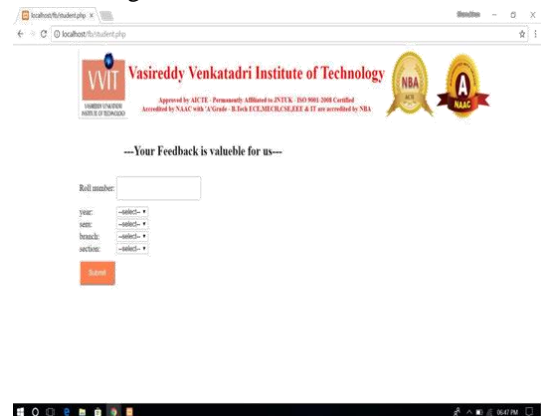 localhost/fb/student.php
localhost/fb/student.php
VVIT
Vasireddy Venkatadri Institute of Technology
Approved by AICTE - Permanently Affiliated to JNTUK - ISO 9001-2008 Certified
Accredited by NAAC with 'A'Grade - B.Tech ECE,MECH,CSE,EEE & IT are accredited by NBA
NBA
A
NAAC
---Your Feedback is valueble for us---
Roll number:
year: --select--
sem: --select--
branch: --select--
section: --select--
Submit
06:47 PM